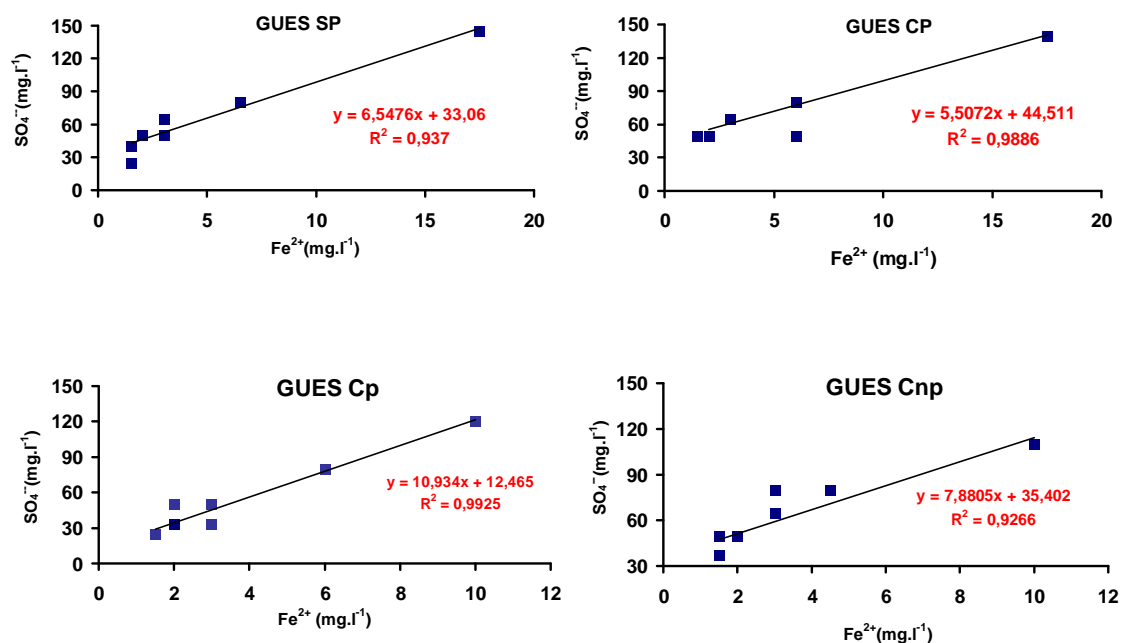 GUES SP
150
120
90
60
30
0
SO₄⁻⁻(mg.l⁻¹)
y = 6,5476x + 33,06
R² = 0,937
0 5 10 15 20
Fe²⁺(mg.l⁻¹)
GUES CP
150
120
90
60
30
0
SO₄⁻⁻(mg.l⁻¹)
y = 5,5072x + 44,511
R² = 0,9886
0 5 10 15 20
Fe²⁺ (mg.l⁻¹)
GUES Cp
150
120
90
60
30
0
SO₄⁻⁻(mg.l⁻¹)
y = 10,934x + 12,465
R² = 0,9925
0 2 4 6 8 10 12
Fe²⁺ (mg.l⁻¹)
GUES Cnp
150
120
90
60
30
SO₄⁻⁻(mg.l⁻¹)
y = 7,8805x + 35,402
R² = 0,9266
0 2 4 6 8 10 12
Fe²⁺(mg.l⁻¹)